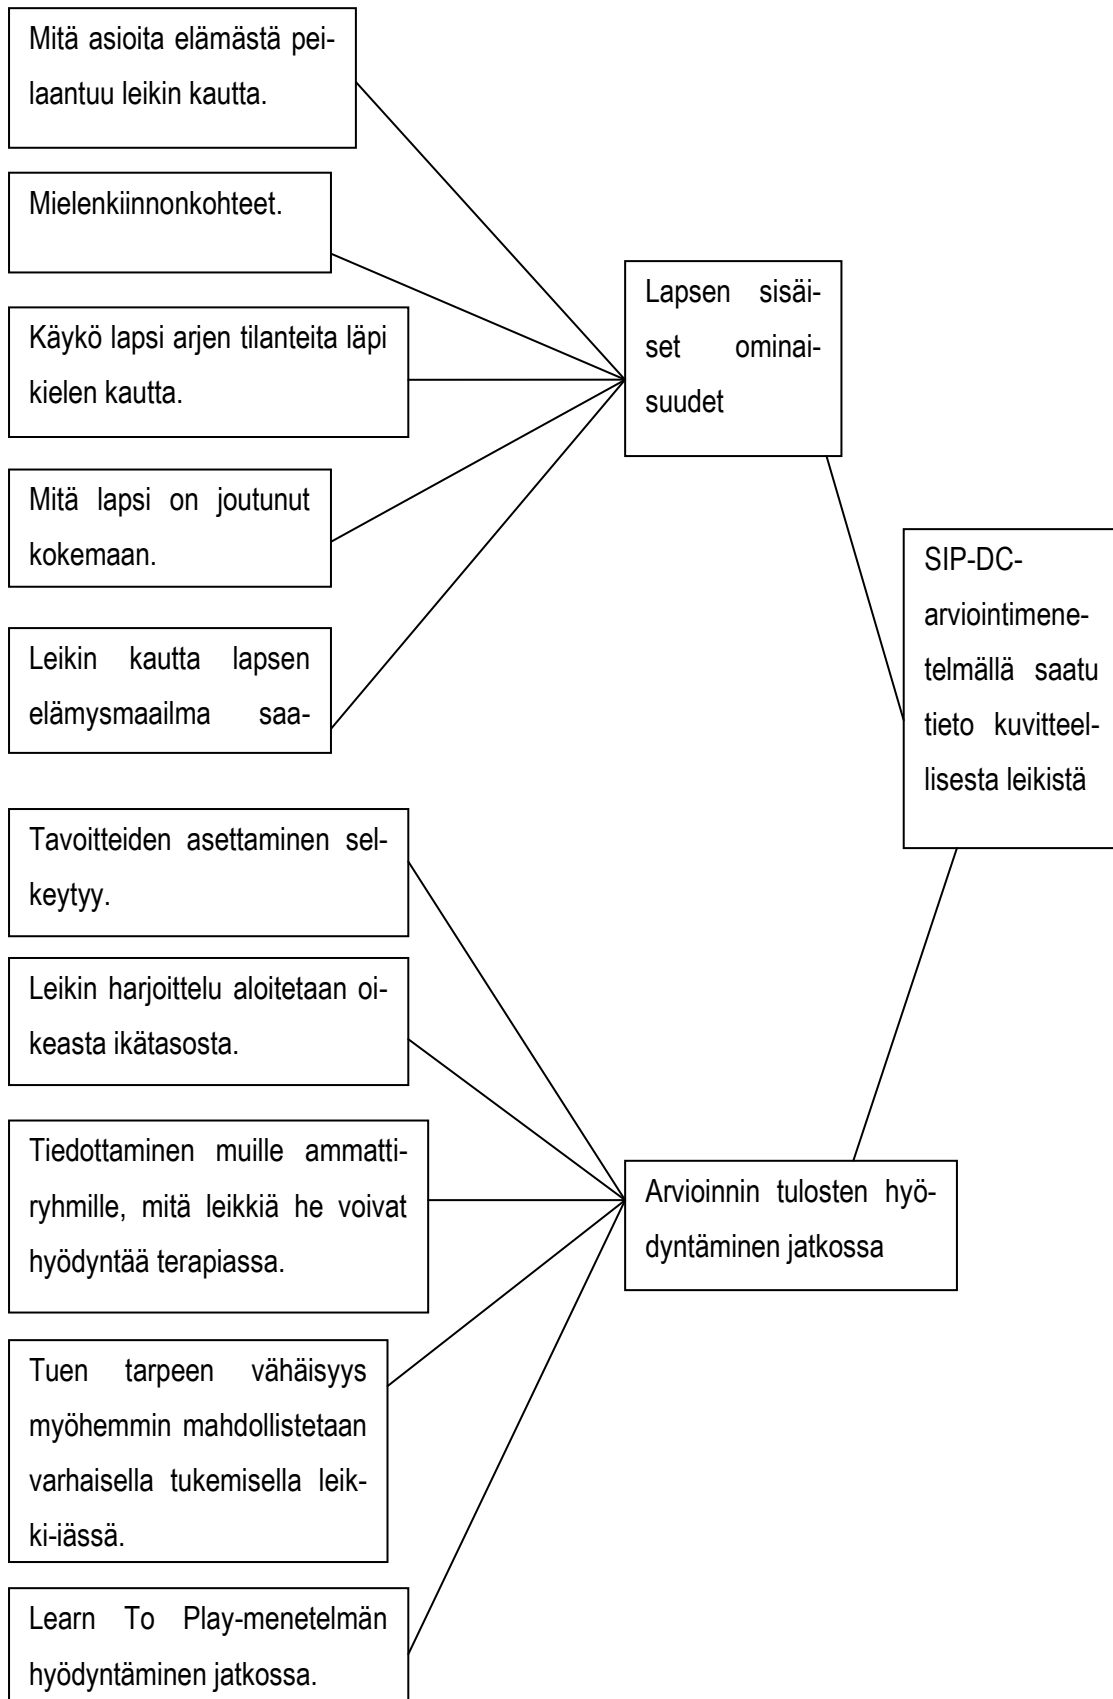 Mitä asioita elämästä pei-
laantuu leikin kautta.
Mielenkiinnonkohteet.
Käykö lapsi arjen tilanteita läpi
kielen kautta.
Mitä lapsi on joutunut
kokemaan.
Leikin kautta lapsen
elämysmaailma saa-
Lapsen sisäi-
set ominai-
suudet
SIP-DC-
arviointimene-
telmällä saatu
tieto kuvitteel-
lisesta leikistä
Tavoitteiden asettaminen sel-
keytyy.
Leikin harjoittelu aloitetaan oi-
keasta ikätasosta.
Tiedottaminen muille ammatti-
ryhmille, mitä leikkiä he voivat
hyödyntää terapiassa.
Tuen tarpeen vähäisyys
myöhemmin mahdollistetaan
varhaisella tukemisella leik-
ki-iässä.
Learn To Play-menetelmän
hyödyntäminen jatkossa.
Arvioinnin tulosten hyö-
dyntäminen jatkossa